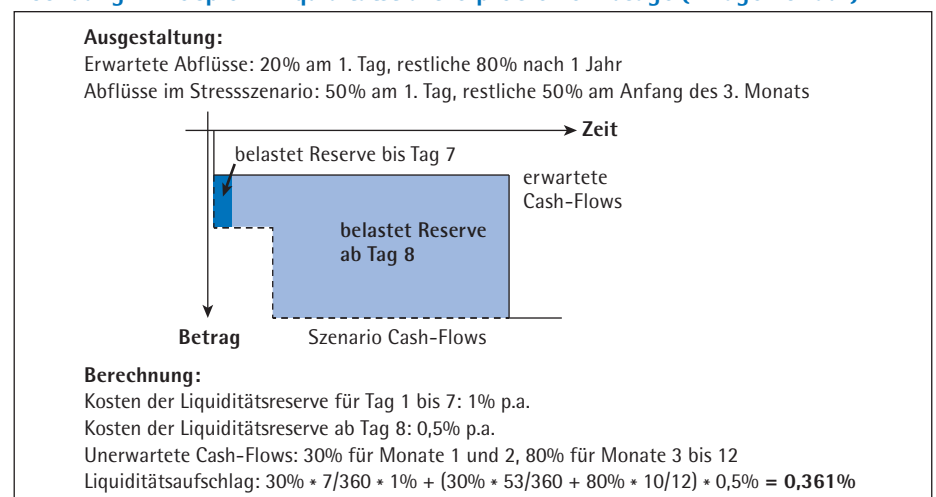 Ausgestaltung:
Erwartete Abflüsse: 20% am 1. Tag, restliche 80% nach 1 Jahr
Abflüsse im Stressszenario: 50% am 1. Tag, restliche 50% am Anfang des 3. Monats
Zeit
belastet Reserve bis Tag 7
erwartete
Cash-Flows
belastet Reserve
ab Tag 8
Betrag
Szenario Cash-Flows
Berechnung:
Kosten der Liquiditätsreserve für Tag 1 bis 7: 1% p.a.
Kosten der Liquiditätsreserve ab Tag 8: 0,5% p.a.
Unerwartete Cash-Flows: 30% für Monate 1 und 2, 80% für Monate 3 bis 12
Liquiditätsaufschlag: 30% * 7/360 * 1% + (30% * 53/360 + 80% * 10/12) * 0,5% = 0,361%